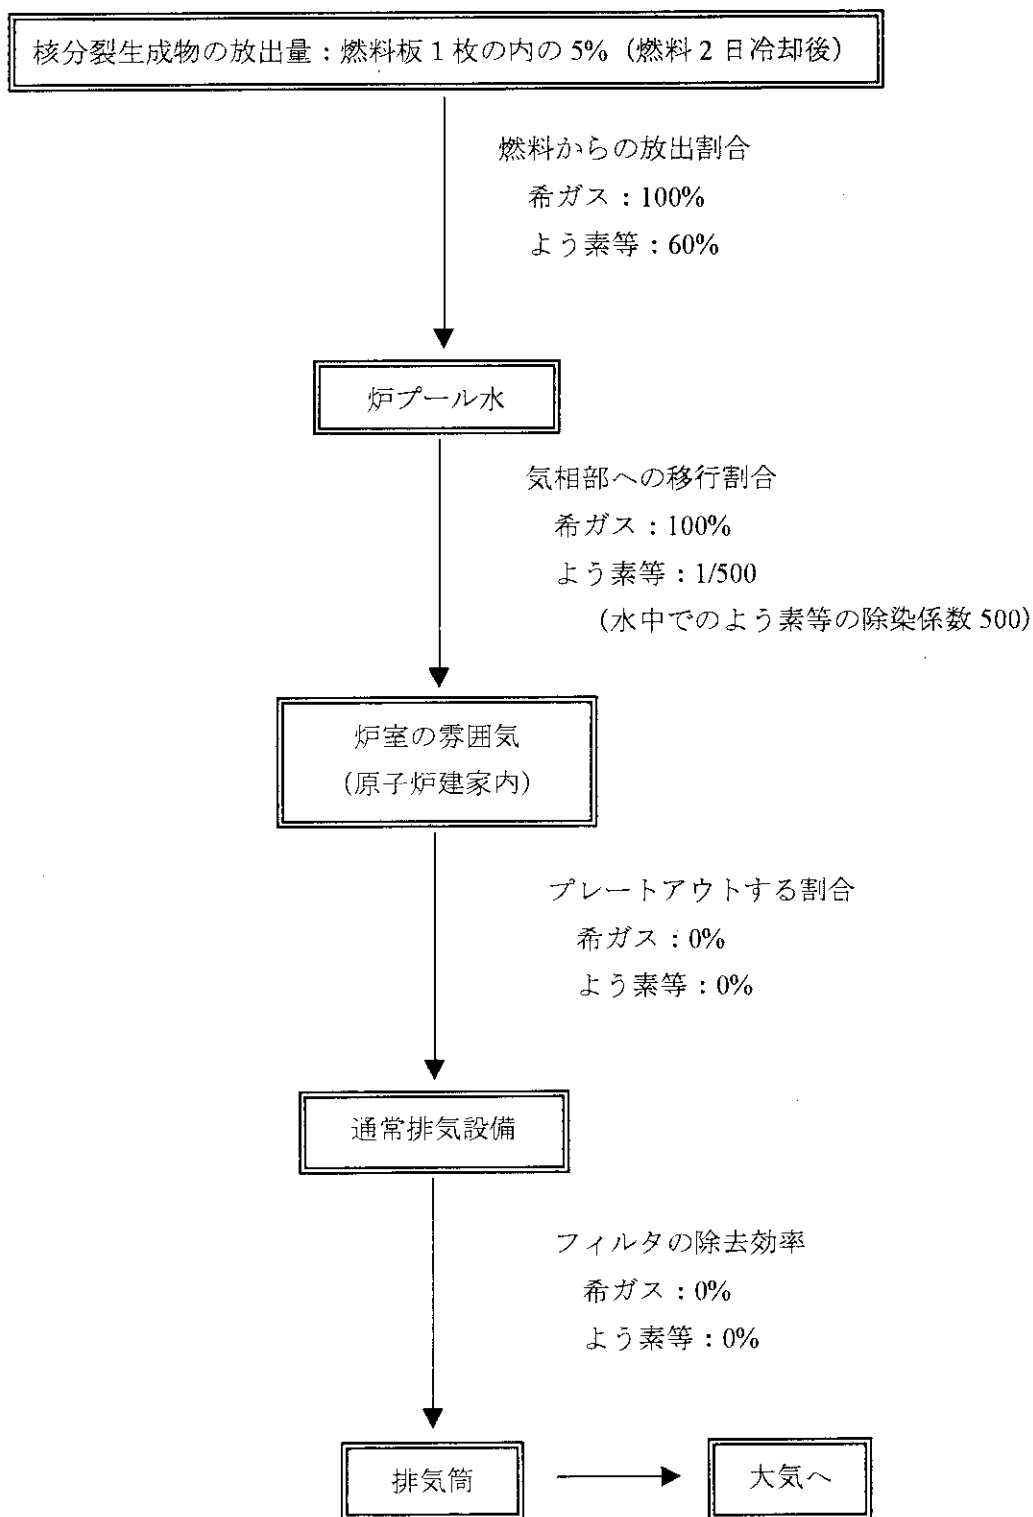 核分裂生成物の放出量：燃料板1枚の内の5%（燃料2日冷却後）
燃料からの放出割合
希ガス：100%
よう素等：60%
炉プール水
気相部への移行割合
希ガス：100%
よう素等：1/500
（水中でのよう素等の除染係数500）
炉室の雰囲気
（原子炉建家内）
プレートアウトする割合
希ガス：0%
よう素等：0%
通常排気設備
フィルタの除去効率
希ガス：0%
よう素等：0%
排気筒
大気へ